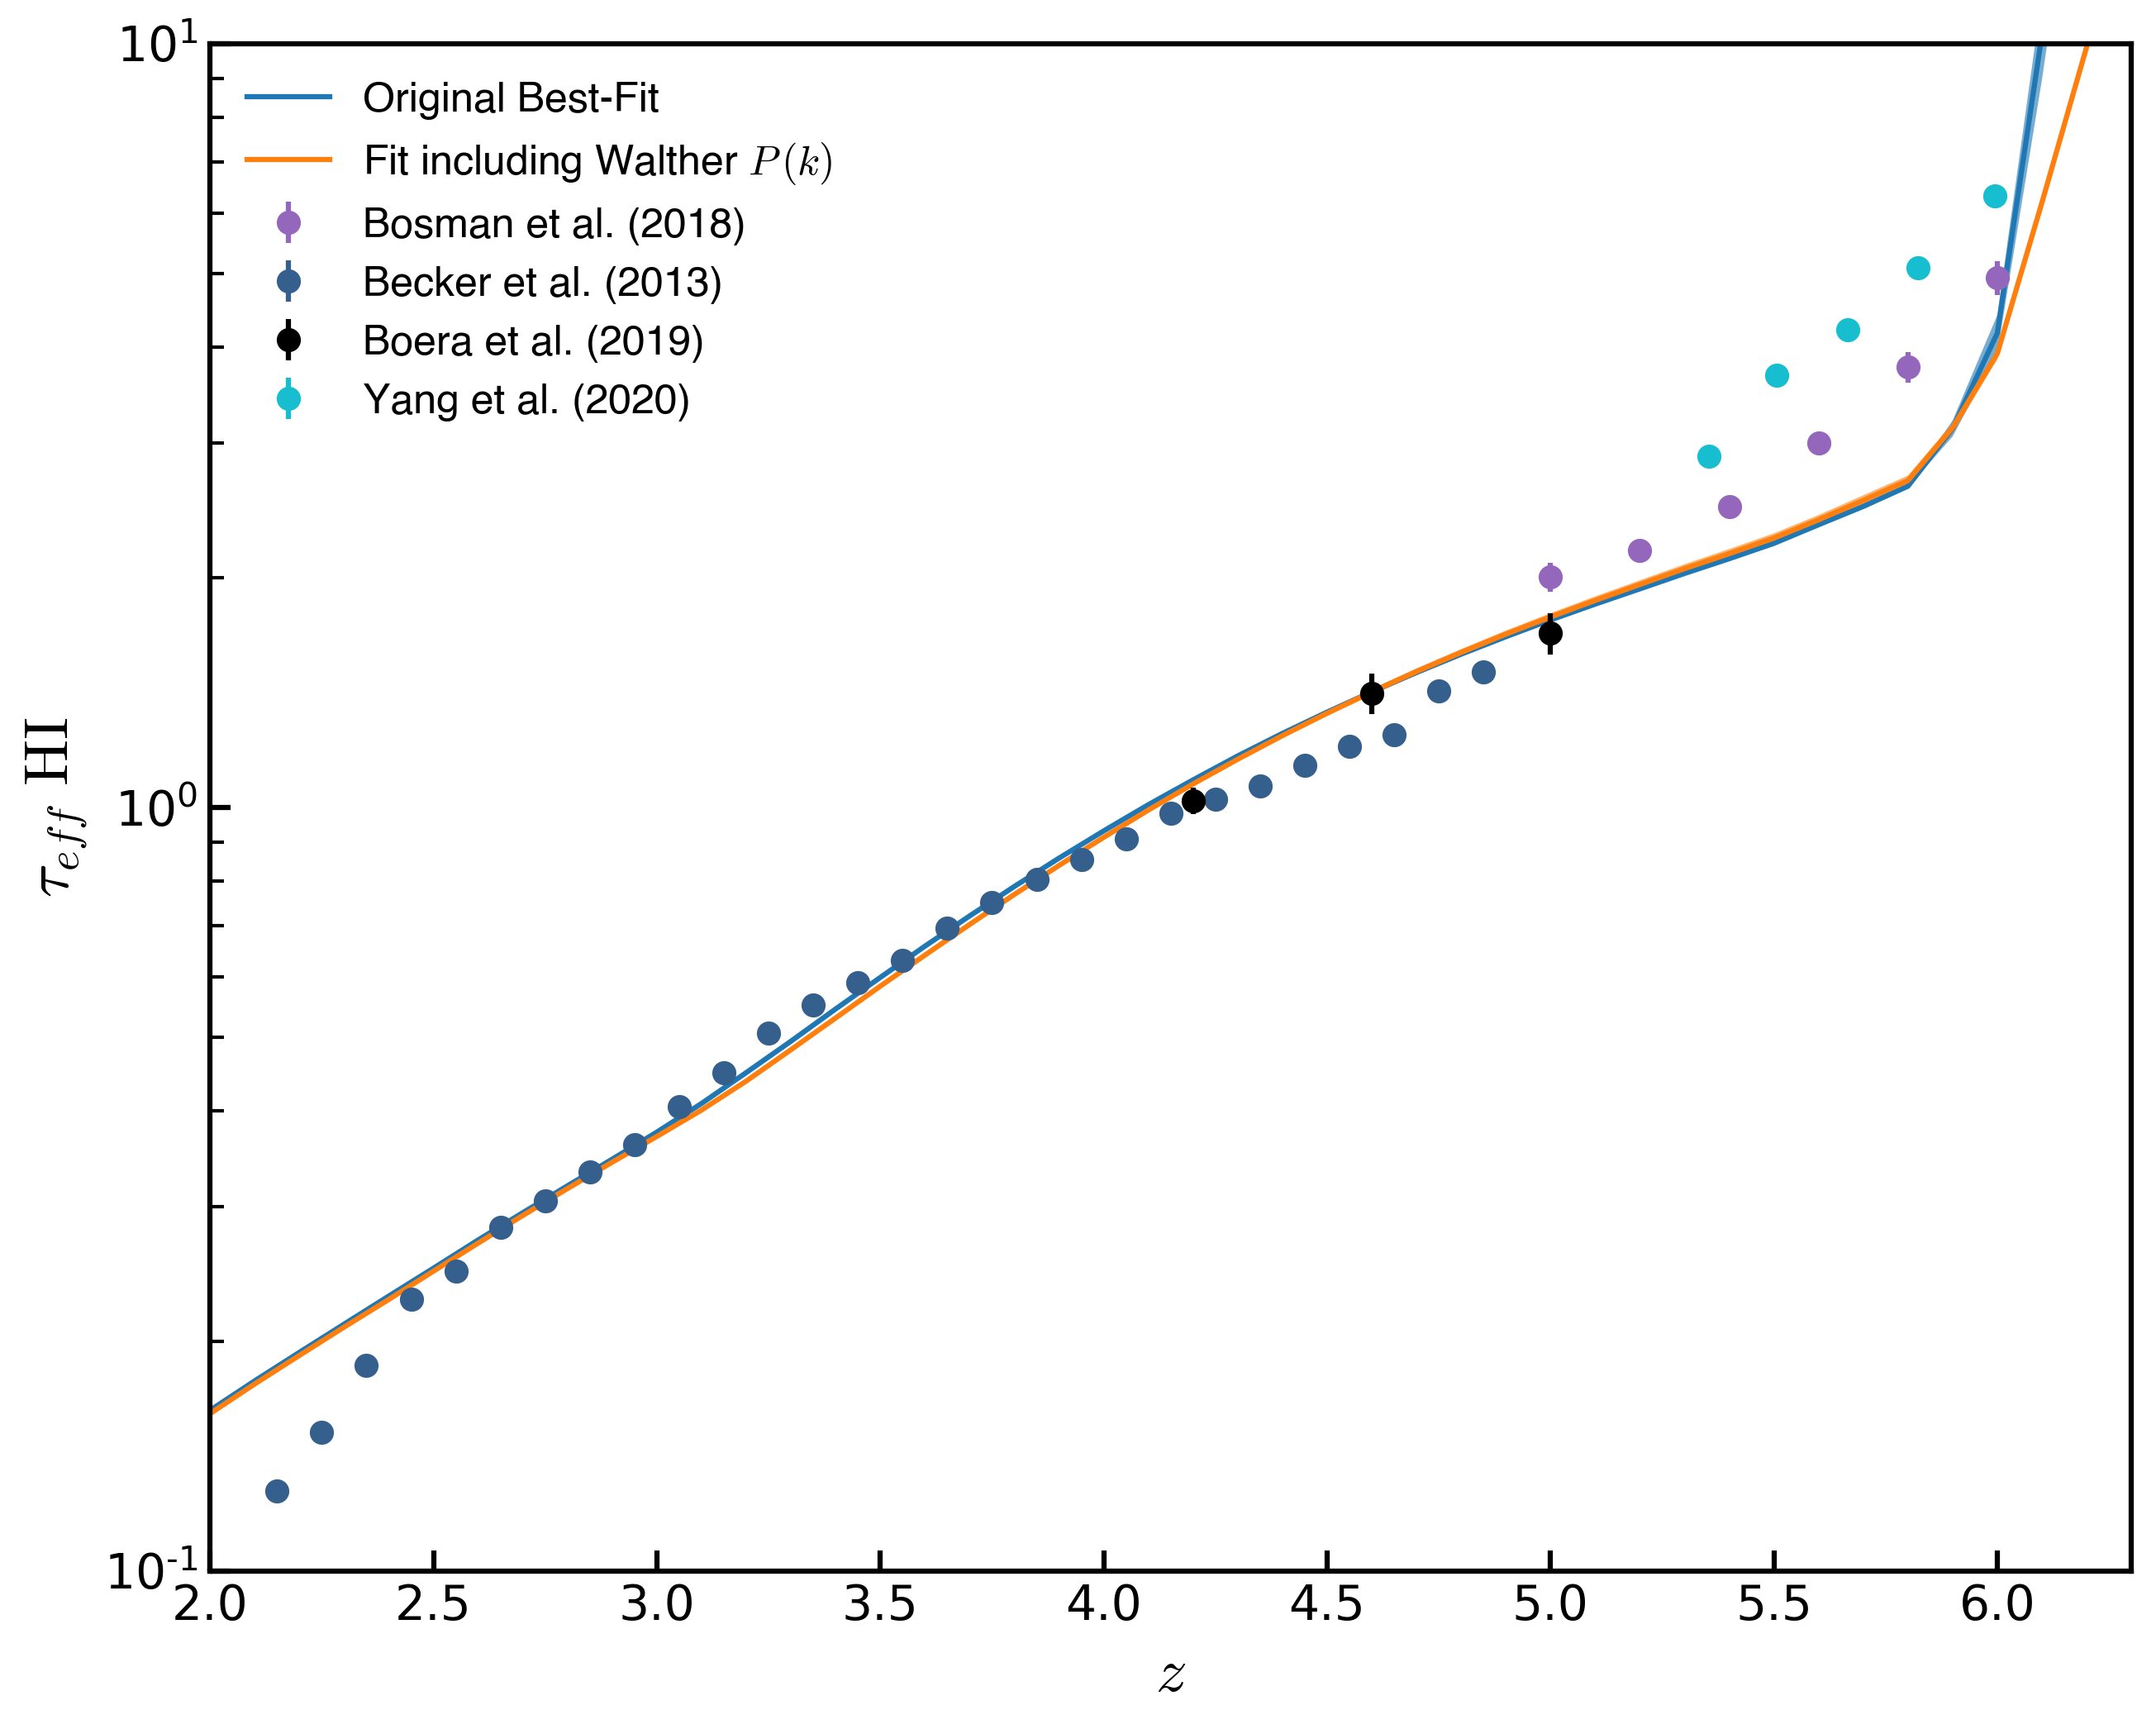 10¹
Original Best-Fit
Fit including Walther P(k)
Bosman et al. (2018)
Becker et al. (2013)
Boera et al. (2019)
Yang et al. (2020)
τeff HI
10⁰
10⁻¹
2.0 2.5 3.0 3.5 4.0 4.5 5.0 5.5 6.0
z